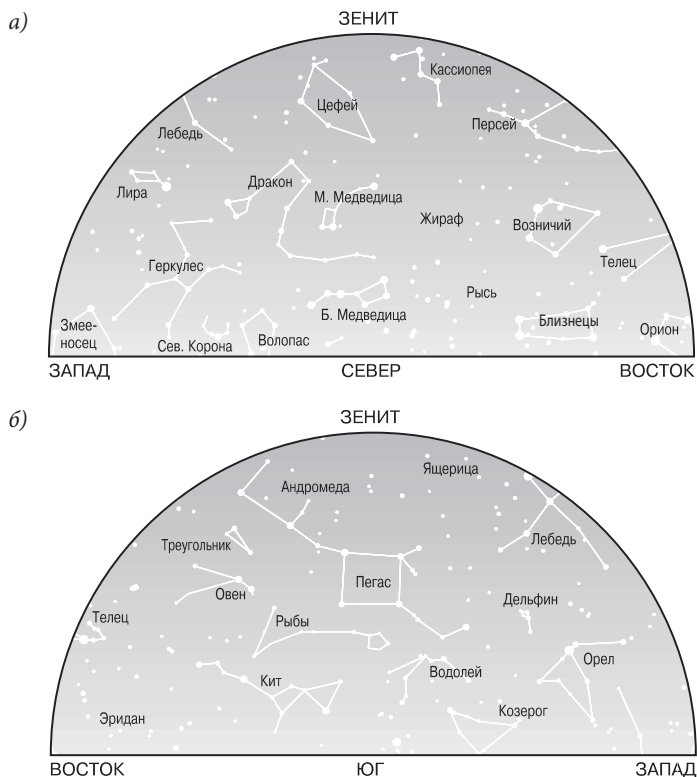 а)
ЗЕНИТ
Кассиопея
Цефей
Персей
Лебедь
Дракон
Лира
М. Медведица
Жираф
Возничий
Телец
Геркулес
Рысь
Б. Медведица
Близнецы
Змее-
носец
Орион
Сев. Корона
Волопас
ЗАПАД
СЕВЕР
ВОСТОК
б)
ЗЕНИТ
Ящерица
Андромеда
Лебедь
Треугольник
Пегас
Овен
Дельфин
Телец
Рыбы
Орел
Водолей
Кит
Козерог
Эридан
ВОСТОК
ЮГ
ЗАПАД